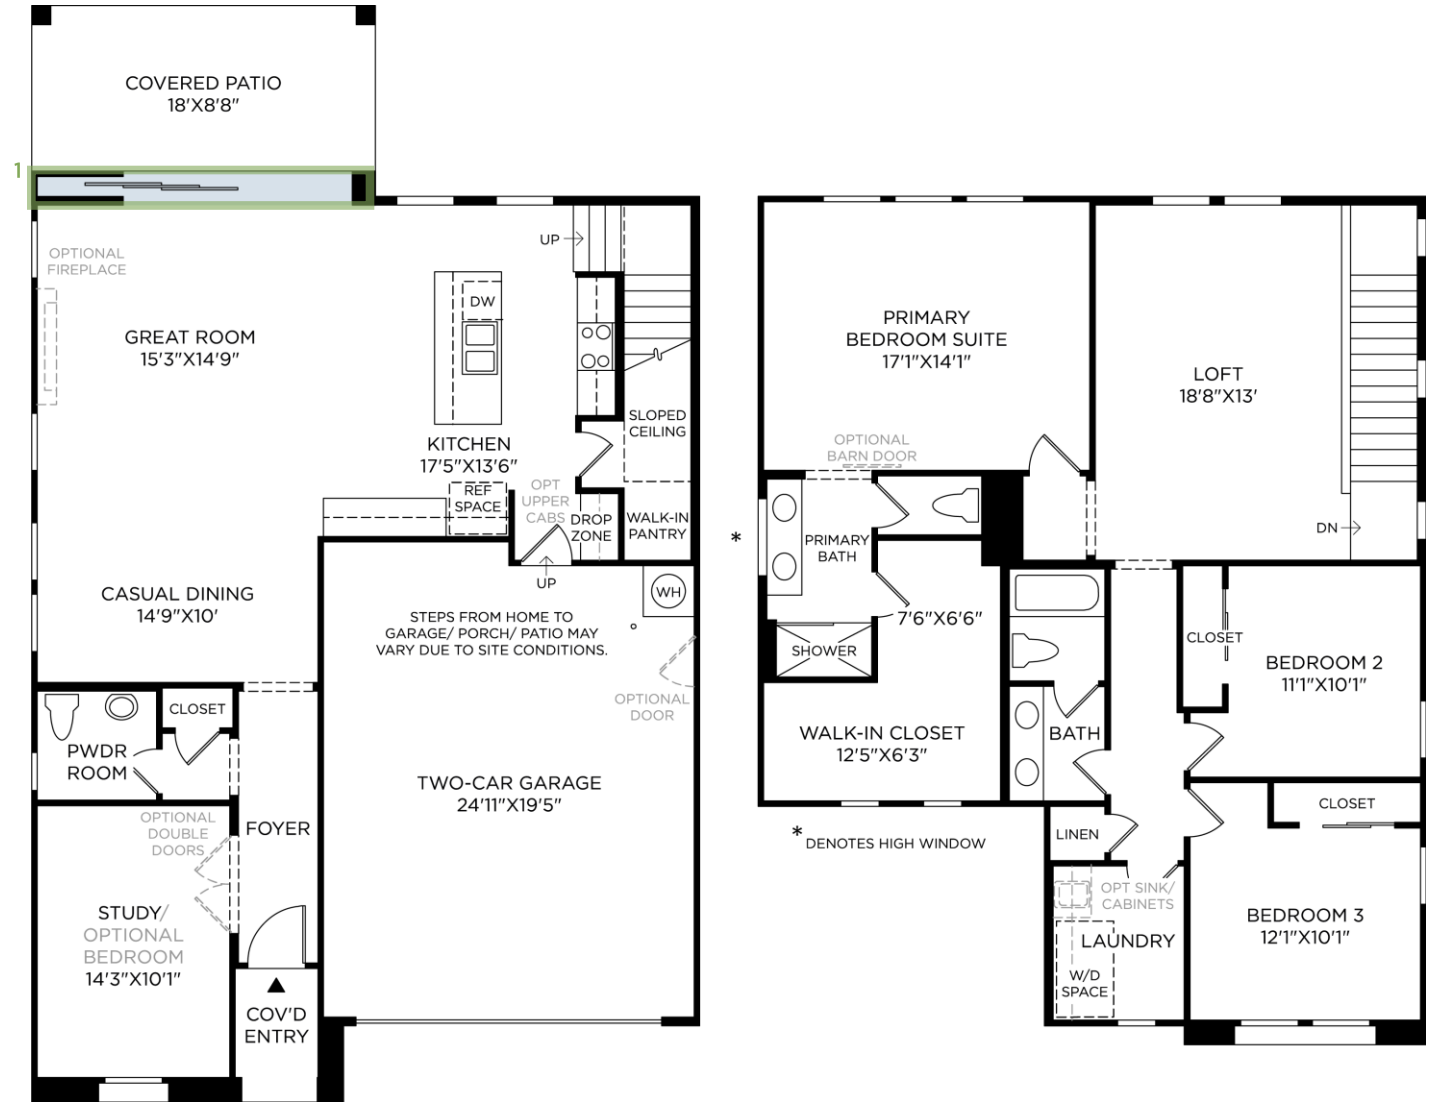 COVERED PATIO
18'X8'8"
1
OPTIONAL
FIREPLACE
UP
DW
GREAT ROOM
15'3"X14'9"
SLOPED
CEILING
KITCHEN
17'5"X13'6"
REF
SPACE
OPT
UPPER
CABS
DROP
ZONE
WALK-IN
PANTRY
UP
WH
CASUAL DINING
14'9"X10'
STEPS FROM HOME TO
GARAGE/ PORCH/ PATIO MAY
VARY DUE TO SITE CONDITIONS.
OPTIONAL
DOOR
CLOSET
PWDR
ROOM
TWO-CAR GARAGE
24'11"X19'5"
OPTIONAL
DOUBLE
DOORS
FOYER
STUDY/
OPTIONAL
BEDROOM
14'3"X10'1"
COV'D
ENTRY
PRIMARY
BEDROOM SUITE
17'1"X14'1"
LOFT
18'8"X13'
OPTIONAL
BARN DOOR
DN
*
PRIMARY
BATH
7'6"X6'6"
SHOWER
CLOSET
BEDROOM 2
11'1"X10'1"
WALK-IN CLOSET
12'5"X6'3"
BATH
CLOSET
LINEN
* DENOTES HIGH WINDOW
OPT SINK/
CABINETS
LAUNDRY
W/D
SPACE
BEDROOM 3
12'1"X10'1"